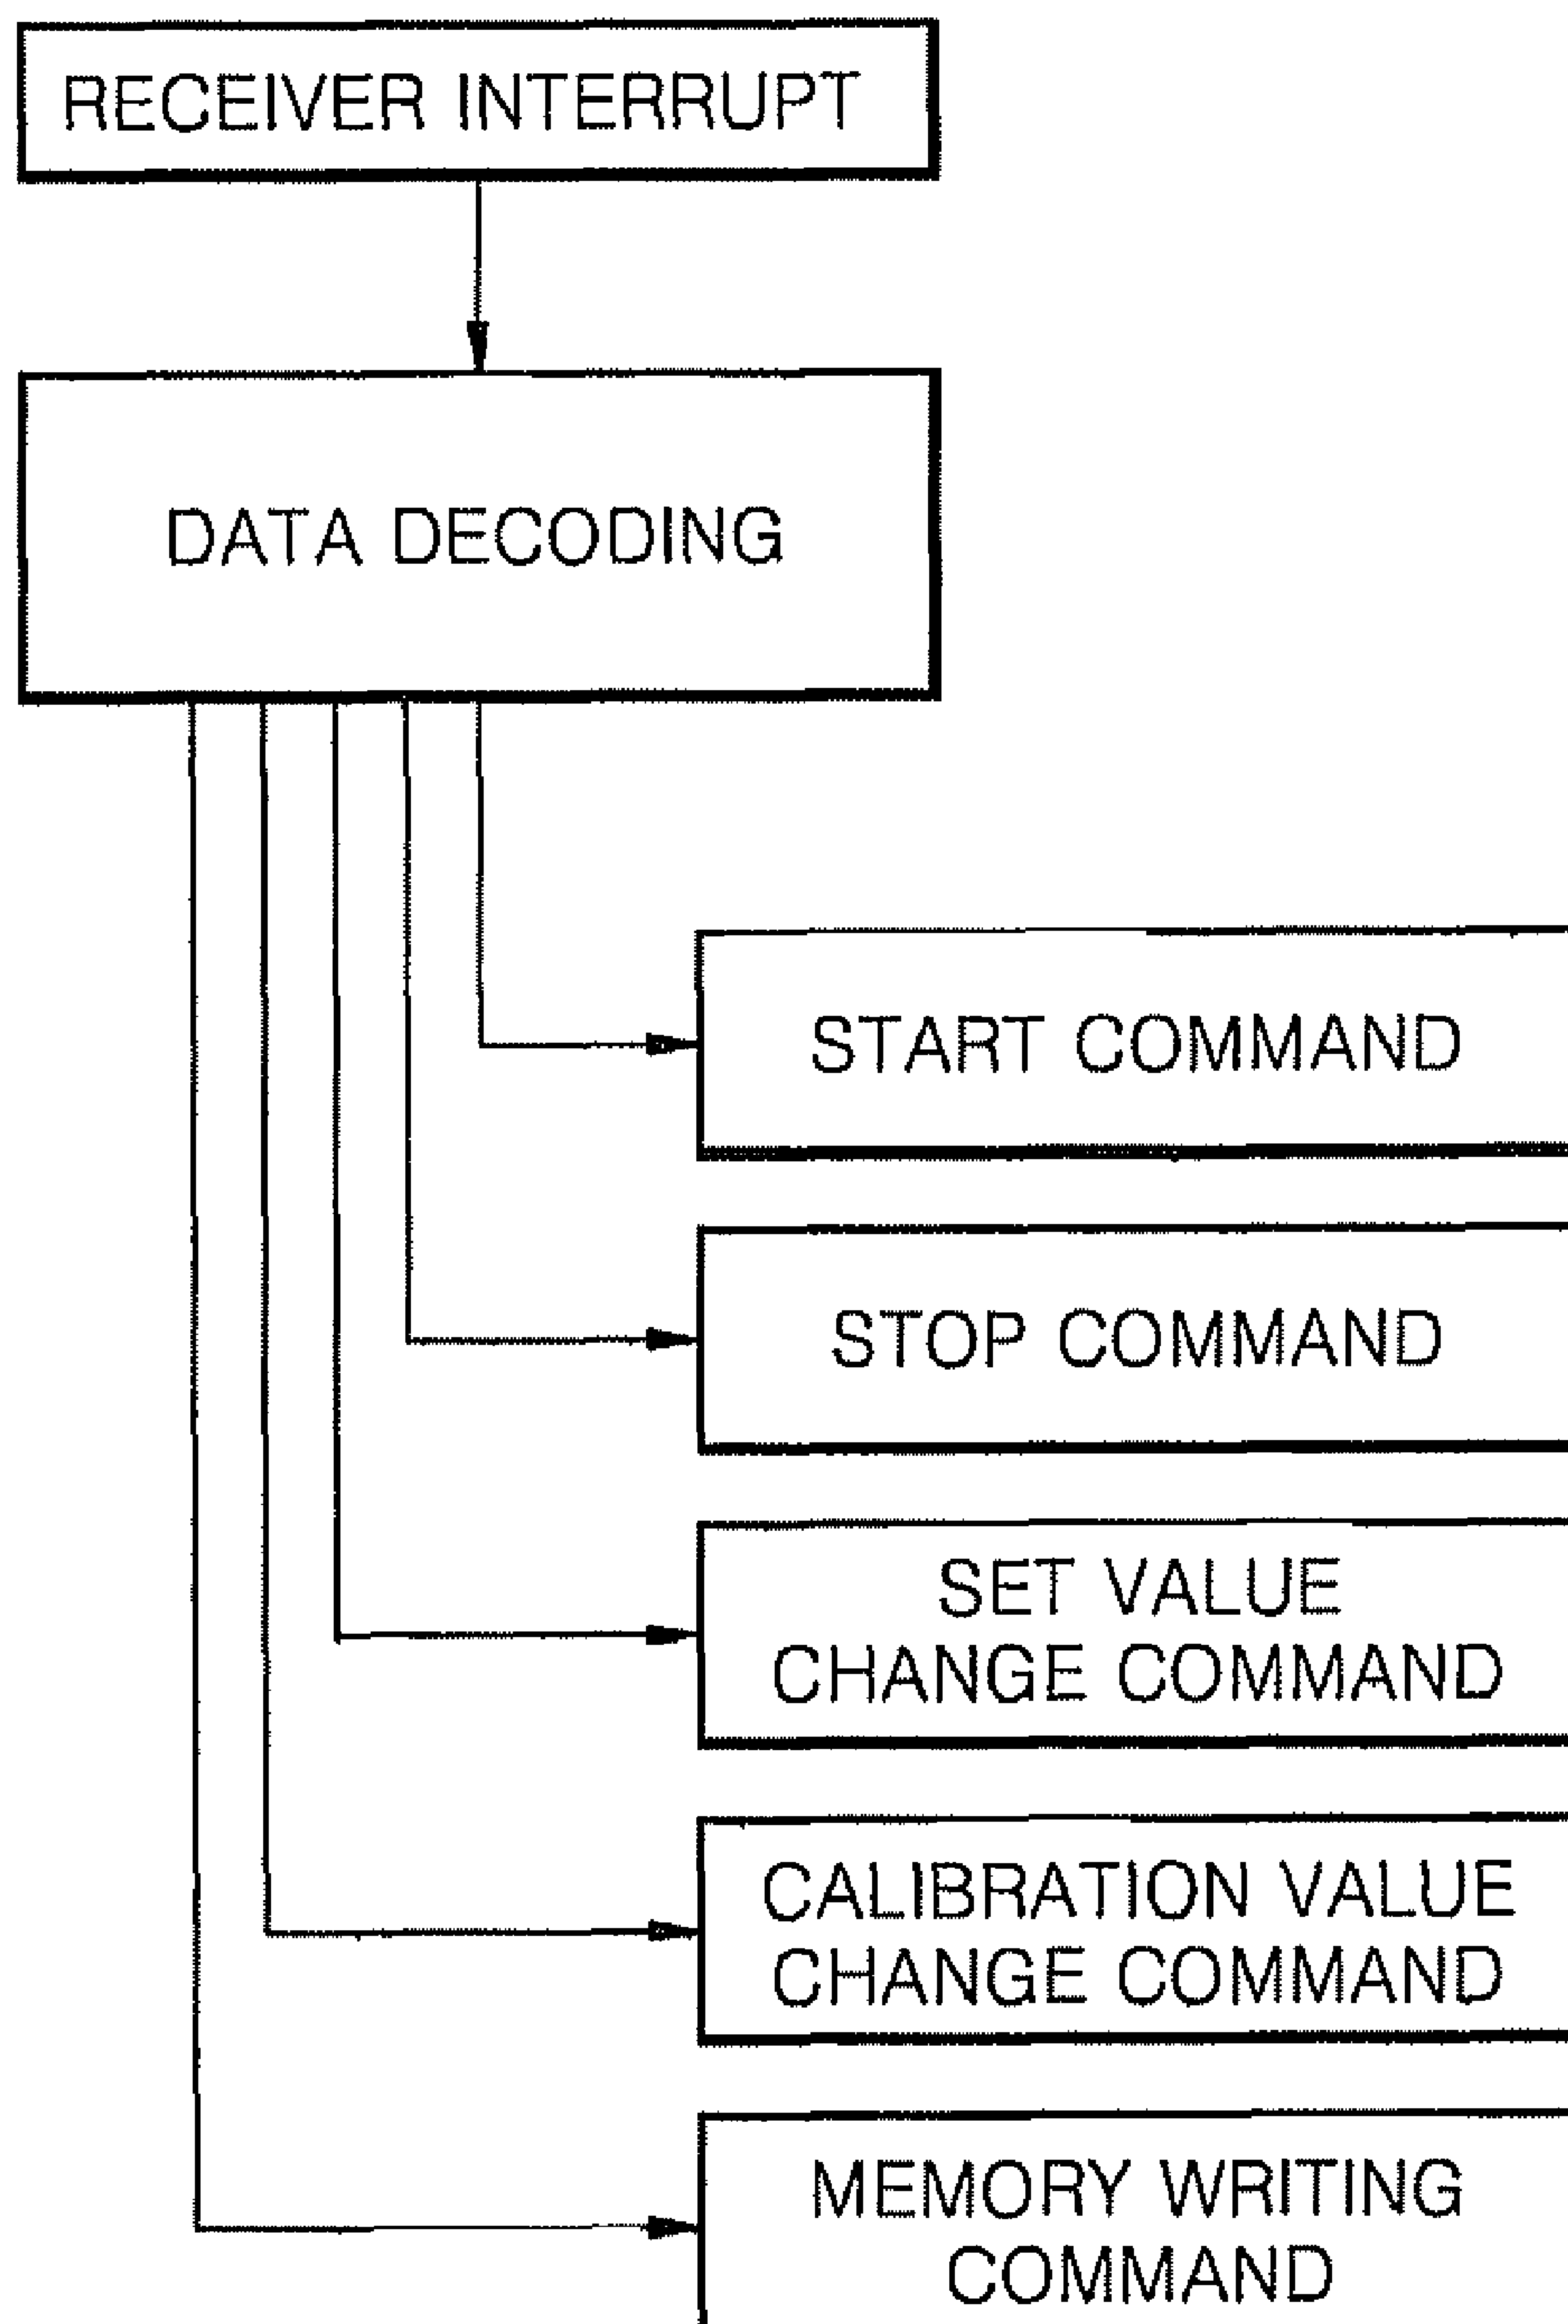 RECEIVER INTERRUPT
DATA DECODING
START COMMAND
STOP COMMAND
SET VALUE
CHANGE COMMAND
CALIBRATION VALUE
CHANGE COMMAND
MEMORY WRITING
COMMAND